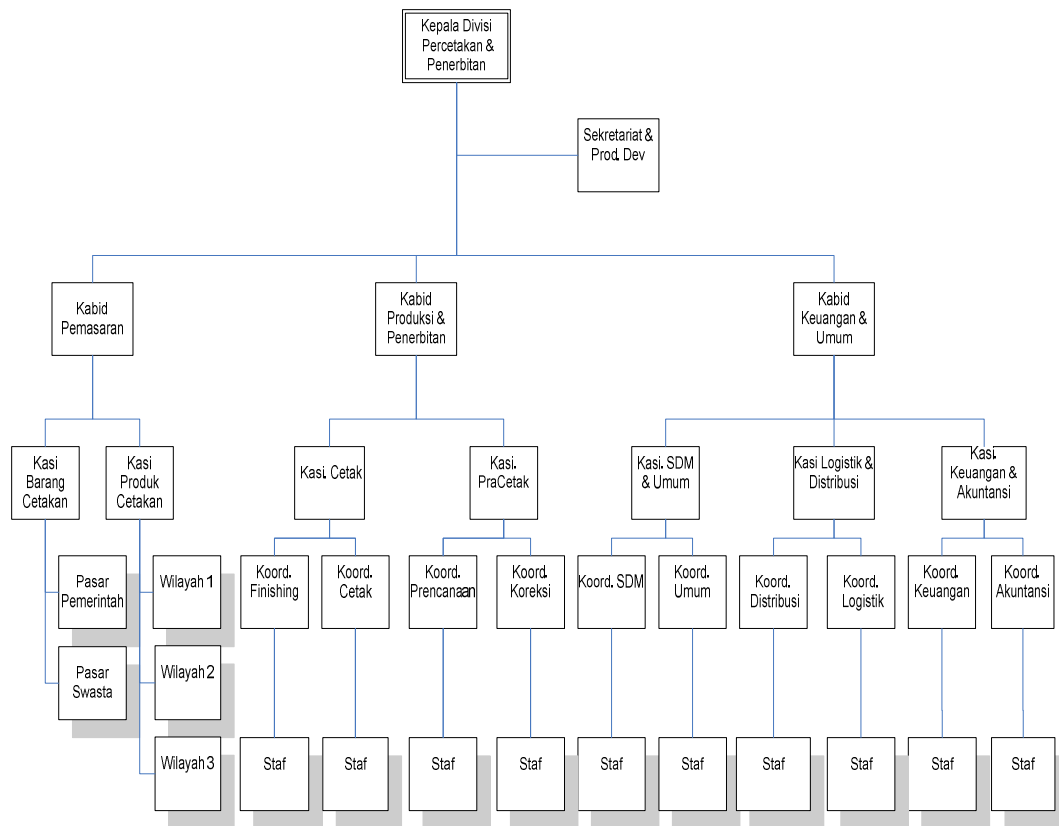 Kepala Divisi
Percetakan &
Penerbitan
Sekretariat &
Prod. Dev
Kabid
Pemasaran
Kabid
Produksi &
Penerbitan
Kabid
Keuangan &
Umum
Kasi
Barang
Cetakan
Kasi
Produk
Cetakan
Kasi. Cetak
Kasi.
PraCetak
Kasi. SDM
& Umum
Kasi Logistik &
Distribusi
Kasi.
Keuangan &
Akuntansi
Pasar
Pemerintah
Wilayah 1
Koord.
Finishing
Koord.
Cetak
Koord.
Prencanaan
Koord.
Koreksi
Koord. SDM
Koord.
Umum
Koord.
Distribusi
Koord.
Logistik
Koord.
Keuangan
Koord.
Akuntansi
Pasar
Swasta
Wilayah 2
Wilayah 3
Staf
Staf
Staf
Staf
Staf
Staf
Staf
Staf
Staf
Staf